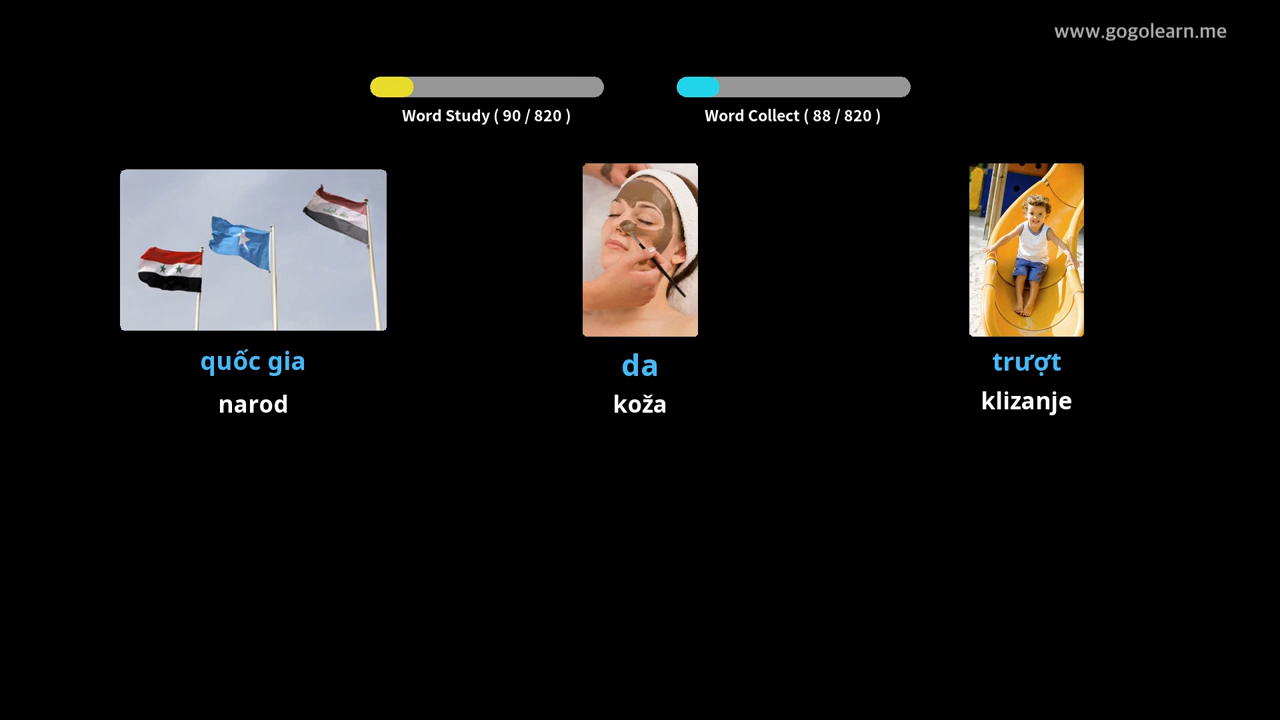 www.gogolearn.me
Word Study ( 90 / 820 )
Word Collect ( 88 / 820 )
quốc gia
narod
da
koža
trượt
klizanje